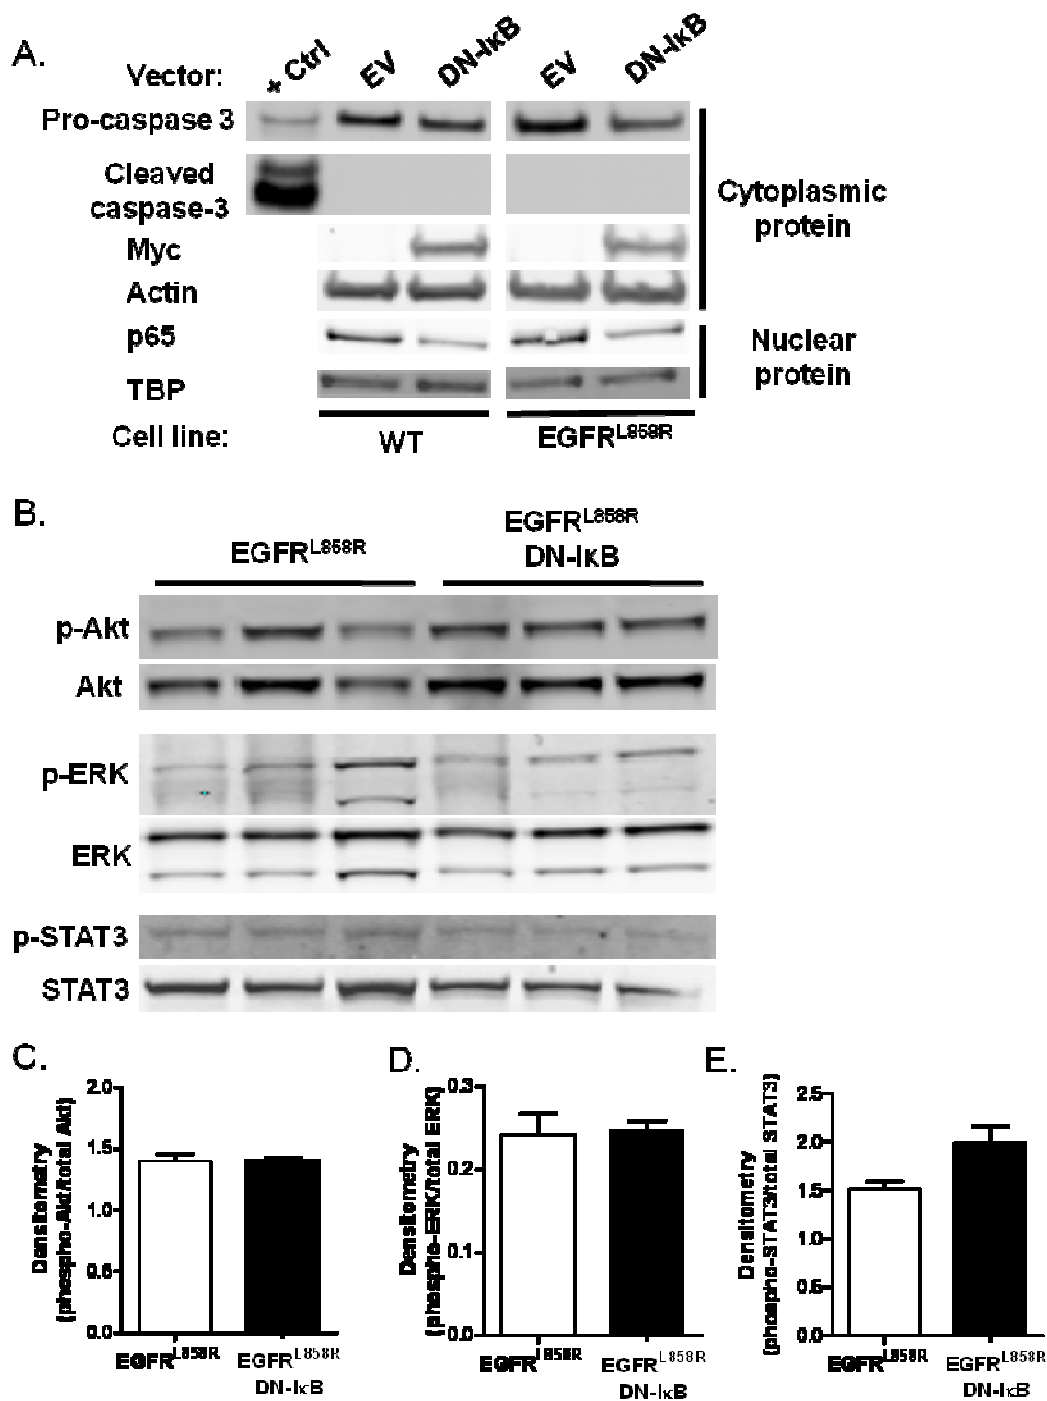 A.
Vector: + Ctrl EV DN-IκB EV DN-IκB
Pro-caspase 3
Cleaved
caspase-3
Cytoplasmic
protein
Myc
Actin
p65
Nuclear
protein
TBP
Cell line: WT EGFRL858R
B.
EGFRL858R
EGFRL858R
DN-IκB
p-Akt
Akt
p-ERK
ERK
p-STAT3
STAT3
C.
Densitometry
(phospho-Akt/total Akt)
2.0
1.5
1.0
0.5
0.0
EGFRL858R
EGFRL858R
DN-IκB
D.
Densitometry
(phospho-ERK/total ERK)
0.3
0.2
0.1
0.0
EGFRL858R
EGFRL858R
DN-IκB
E.
Densitometry
(phospho-STAT3/total STAT3)
2.5
2.0
1.5
1.0
0.5
0.0
EGFRL858R
EGFRL858R
DN-IκB